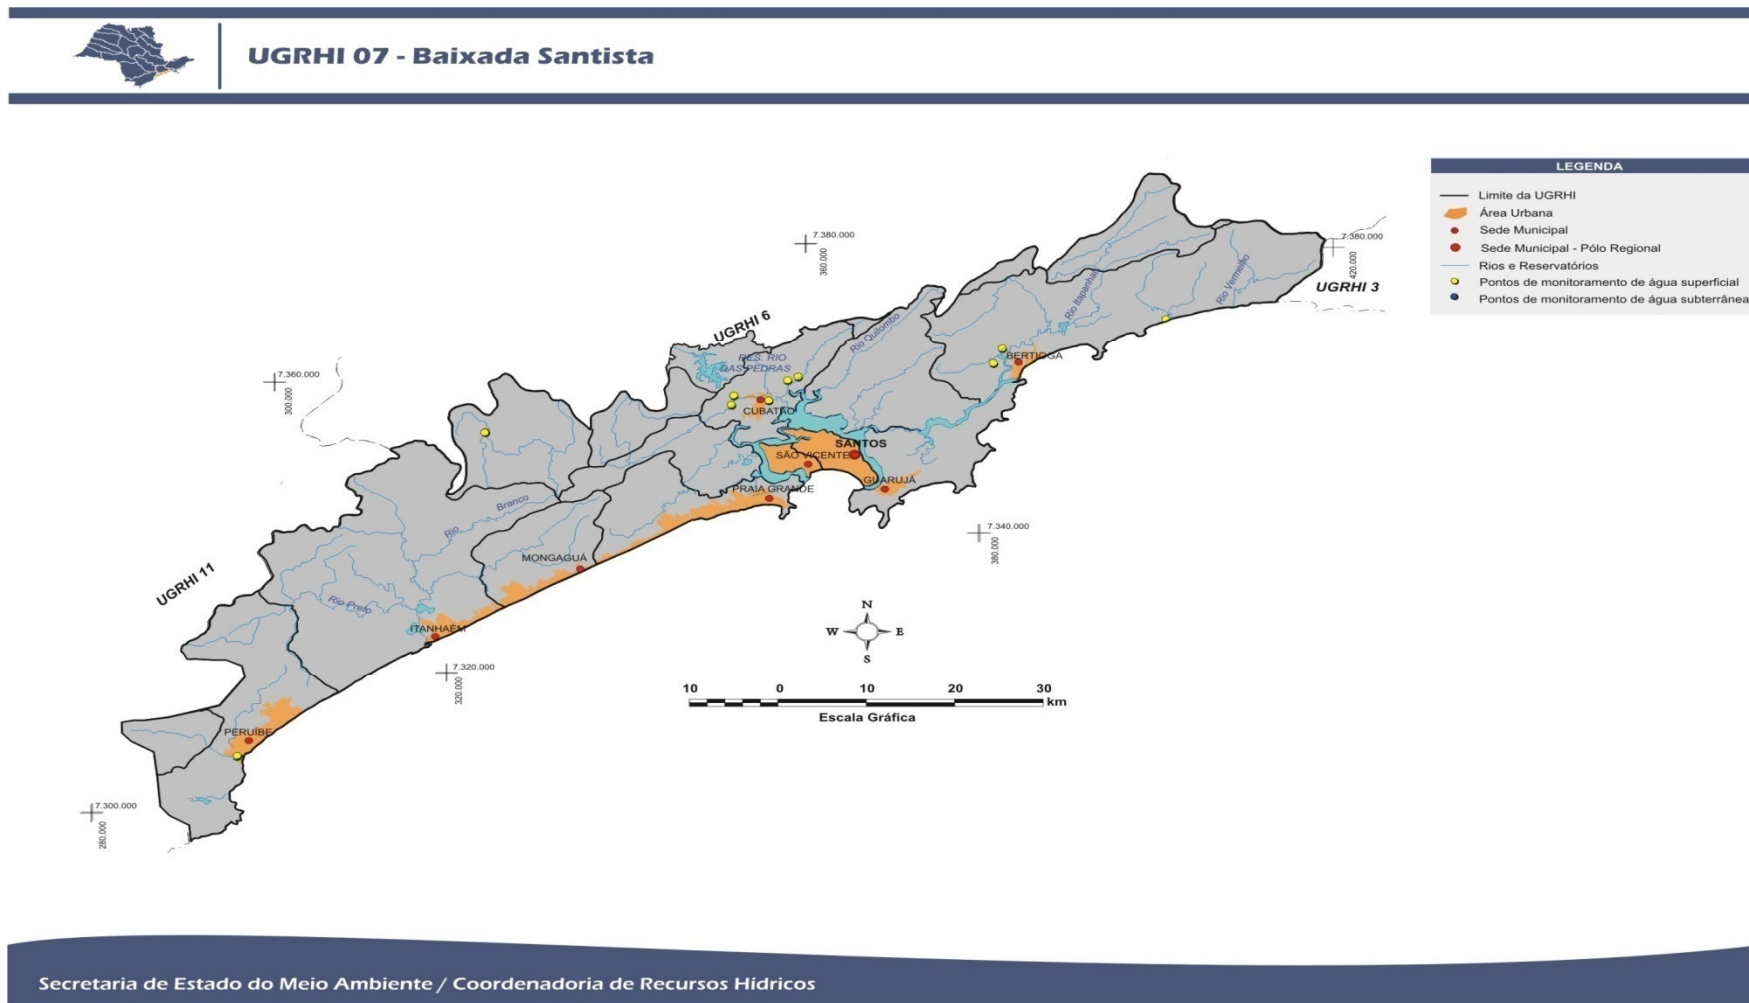 UGRHI 07 - Baixada Santista
LEGENDA
Limite da UGRHI
Área Urbana
Sede Municipal
Sede Municipal - Pólo Regional
Rios e Reservatórios
Pontos de monitoramento de água superficial
Pontos de monitoramento de água subterrânea
7.380.000
360.000
7.380.000
420.000
UGRHI 3
Rio Vermelho
Rio Itapanhaú
Rio Quilombo
UGRHI 6
RES. RIO
DAS PEDRAS
BERTIOGA
7.360.000
300.000
CUBATÃO
SANTOS
SÃO VICENTE
GUARUJÁ
PRAIA GRANDE
Rio Branco
7.340.000
380.000
MONGAGUÁ
UGRHI 11
Rio Preto
ITANHAÉM
N
W E
S
7.320.000
320.000
10 0 10 20 30
km
Escala Gráfica
PERUÍBE
7.300.000
280.000
Secretaria de Estado do Meio Ambiente / Coordenadoria de Recursos Hídricos